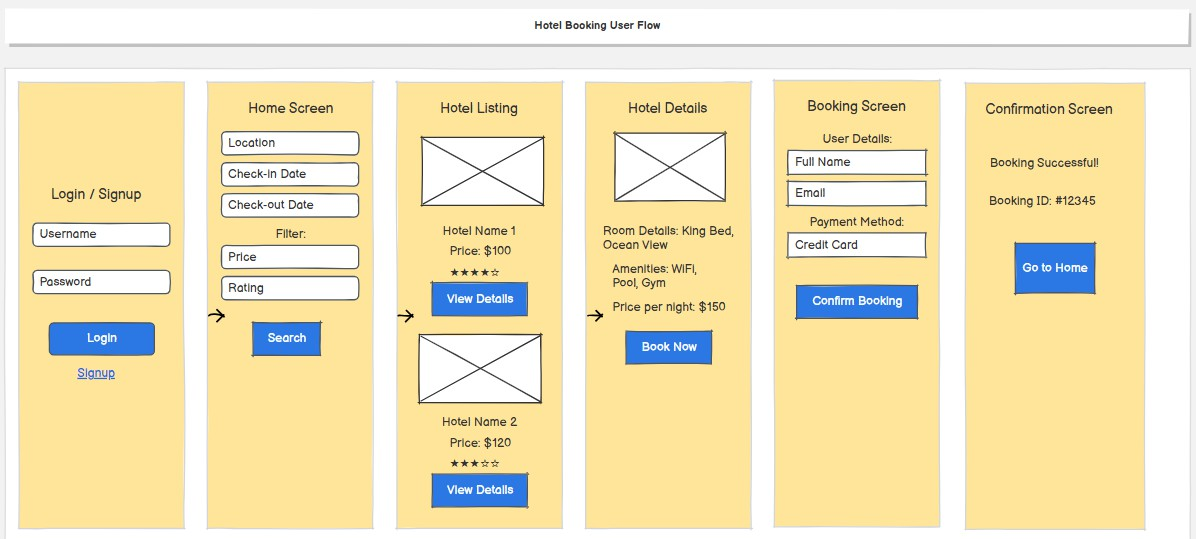 Hotel Booking User Flow
Login / Signup
Username
Password
Login
Signup
Home Screen
Location
Check-in Date
Check-out Date
Filter:
Price
Rating
Search
Hotel Listing
Hotel Name 1
Price: $100
★★★★☆
View Details
Hotel Name 2
Price: $120
★★★☆☆
View Details
Hotel Details
Room Details: King Bed,
Ocean View
Amenities: WiFi,
Pool, Gym
Price per night: $150
Book Now
Booking Screen
User Details:
Full Name
Email
Payment Method:
Credit Card
Confirm Booking
Confirmation Screen
Booking Successful!
Booking ID: #12345
Go to Home